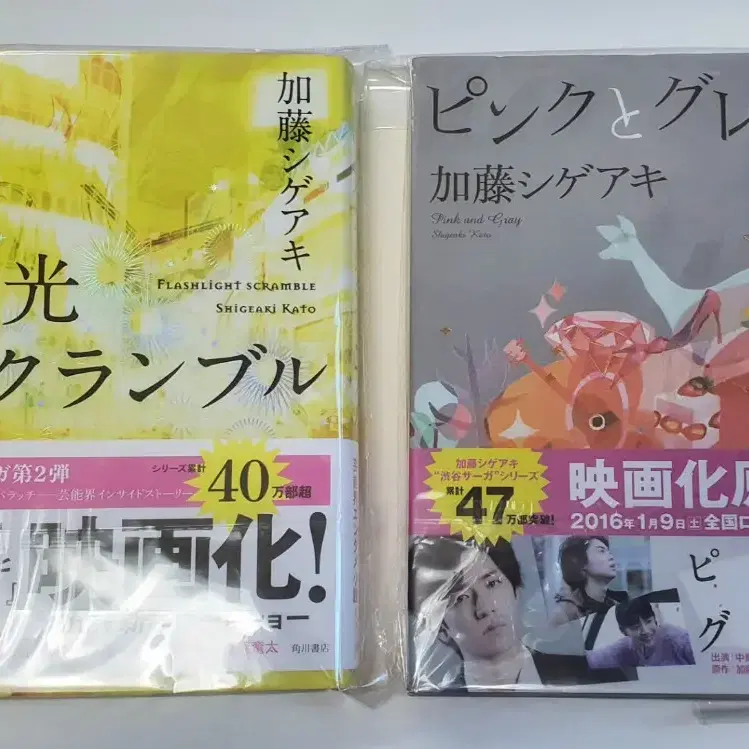 加藤シゲアキ
FLASHLIGHT SCRAMBLE
SHIGEAKI KATO
光
クランブル
ガ第2弾
シリーズ累計
40万部超
パラッチ――芸能界インサイドストーリー
映画化!
ョー
角川書店
ピンクとグレ
加藤シゲアキ
Pink and Gray
Shigeaki Kato
加藤シゲアキ
"渋谷サーガ"シリーズ
累計
47万部突破!
映画化
2016年1月9日(土)全国ロ
ピ
グ
出演 中
原作 加